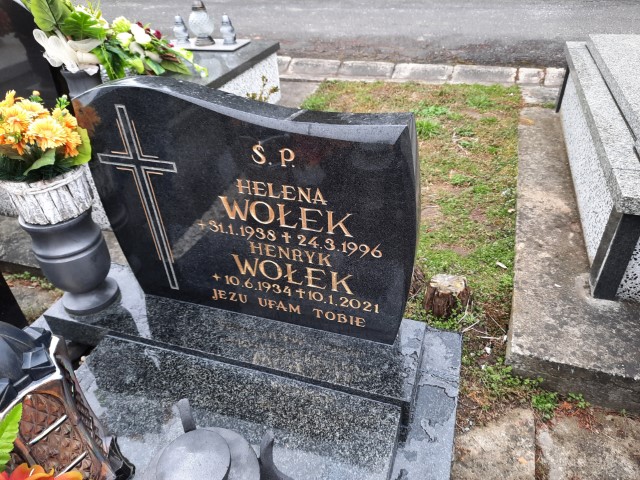 Ś. P.
HELENA
WOŁEK
+31.1.1938 + 24.3.1996
HENRYK
WOŁEK
+10.6.1934 +10.1.2021
JEZU UFAM TOBIE